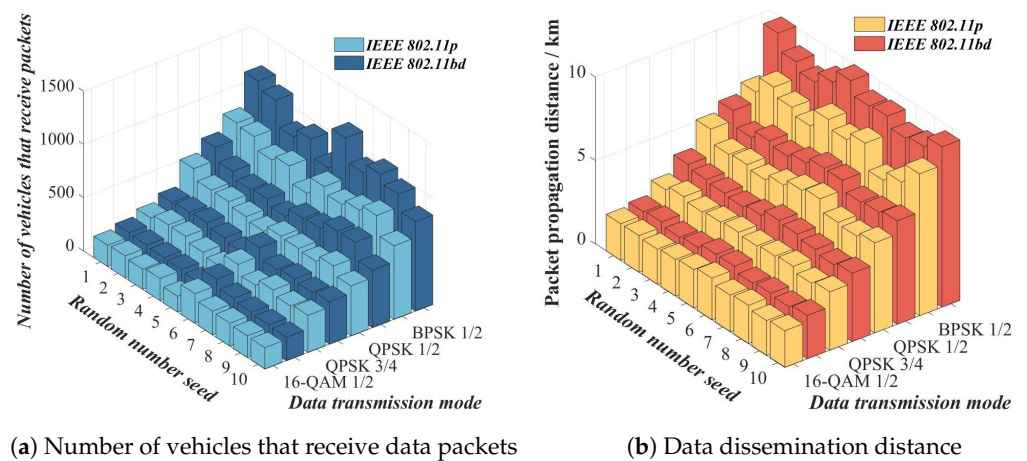 IEEE 802.11p
IEEE 802.11bd
Number of vehicles that receive packets
1500
1000
500
0
1
2
3
4
5
6
7
8
9
10
Random number seed
BPSK 1/2
QPSK 1/2
QPSK 3/4
16-QAM 1/2
Data transmission mode
(a) Number of vehicles that receive data packets
IEEE 802.11p
IEEE 802.11bd
Packet propagation distance / km
10
5
0
1
2
3
4
5
6
7
8
9
10
Random number seed
BPSK 1/2
QPSK 1/2
QPSK 3/4
16-QAM 1/2
Data transmission mode
(b) Data dissemination distance